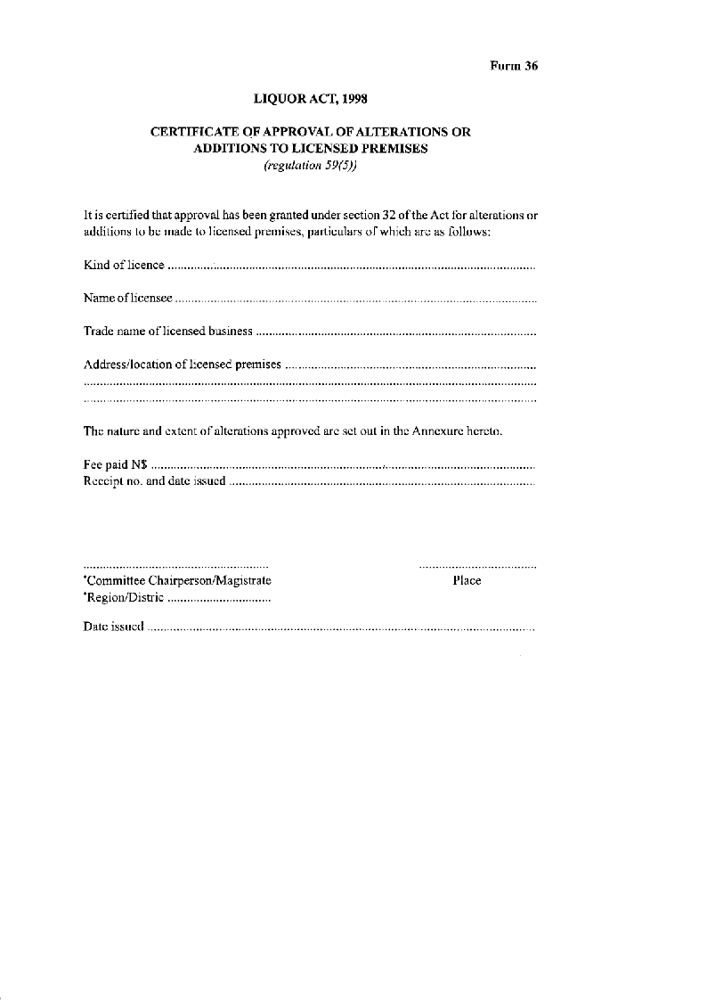 Form 36
LIQUOR ACT, 1998
CERTIFICATE OF APPROVAL OF ALTERATIONS OR
ADDITIONS TO LICENSED PREMISES
(regulation 59(5))
It is certified that approval has been granted under section 32 of the Act for alterations or
additions to be made to licensed premises, particulars of which are as follows:
Kind of licence ................................................................
Name of licensee ................................................................
Trade name of licensed business ................................................................
Address/location of licensed premises ................................................................
................................................................
................................................................
The nature and extent of alterations approved are set out in the Annexure hereto.
Fee paid N$ ................................................................
Receipt no. and date issued ................................................................
................................ ................................
*Committee Chairperson/Magistrate Place
*Region/Distric ................................
Date issued ................................................................